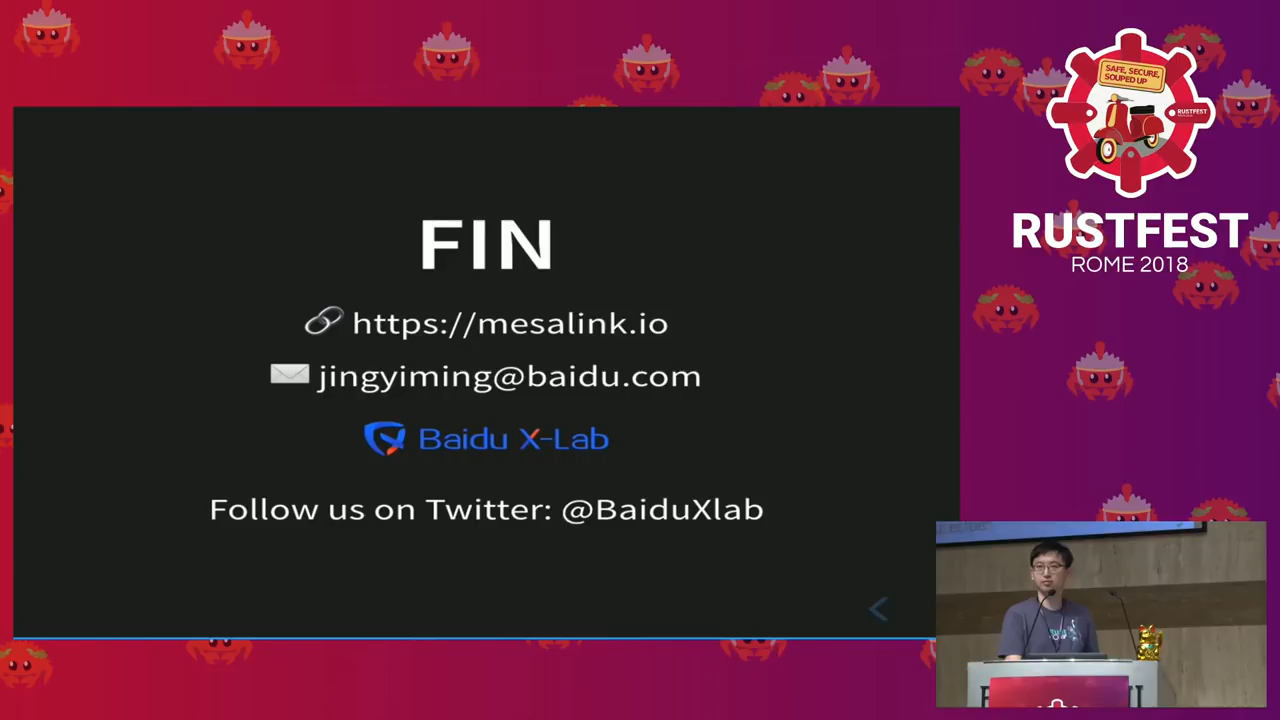 FIN
https://mesalink.io
jingyiming@baidu.com
Baidu X-Lab
Follow us on Twitter: @BaiduXlab
SAFE, SECURE,
SOUPED UP
RUSTFEST
RUSTFEST
ROME 2018